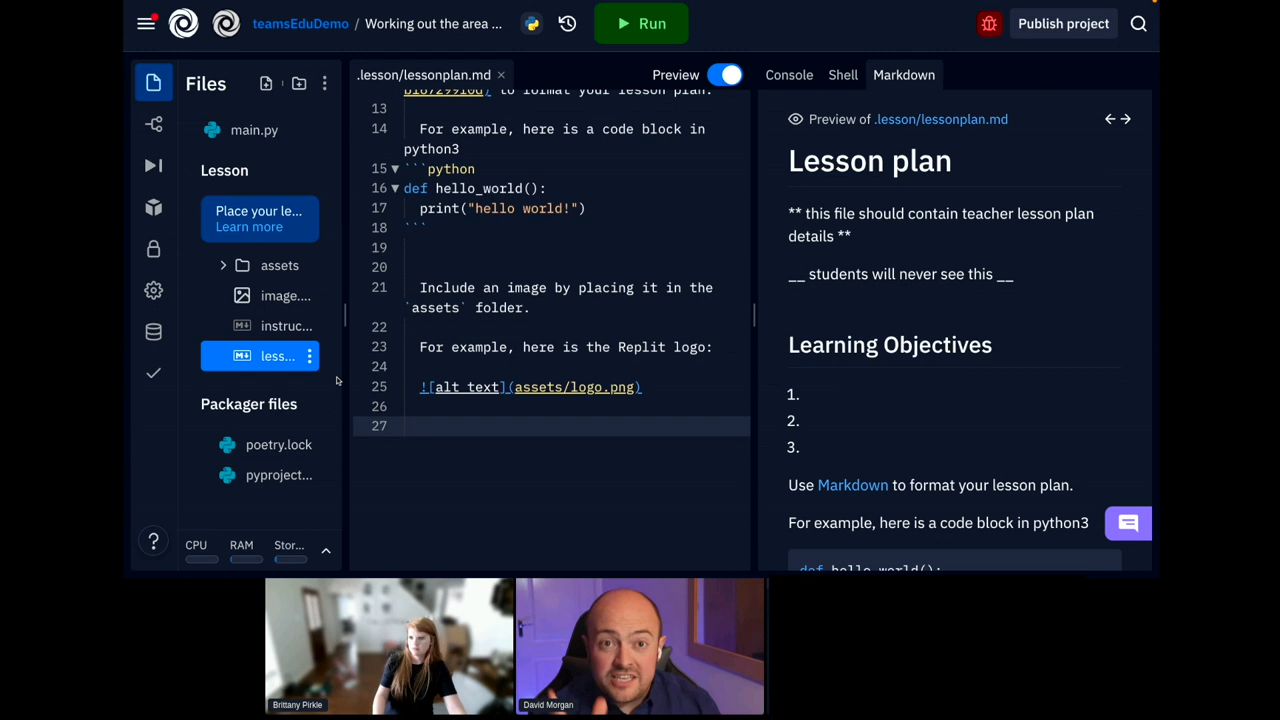 teamsEduDemo / Working out the area ...
Run
Publish project
Files
main.py
Lesson
Place your le...
Learn more
assets
image....
instruc...
less...
Packager files
poetry.lock
pyproject...
CPU RAM Stor...
.lesson/lessonplan.md
Preview
to format your lesson plan.
13
14 For example, here is a code block in
python3
15 ```python
16 def hello_world():
17 print("hello world!")
18 ```
19
20
21 Include an image by placing it in the
`assets` folder.
22
23 For example, here is the Replit logo:
24
25 ![alt text](assets/logo.png)
26
27
Console Shell Markdown
Preview of .lesson/lessonplan.md
Lesson plan
** this file should contain teacher lesson plan
details **
__ students will never see this __
Learning Objectives
1.
2.
3.
Use Markdown to format your lesson plan.
For example, here is a code block in python3
def hello_world():
Brittany Pirkle
David Morgan